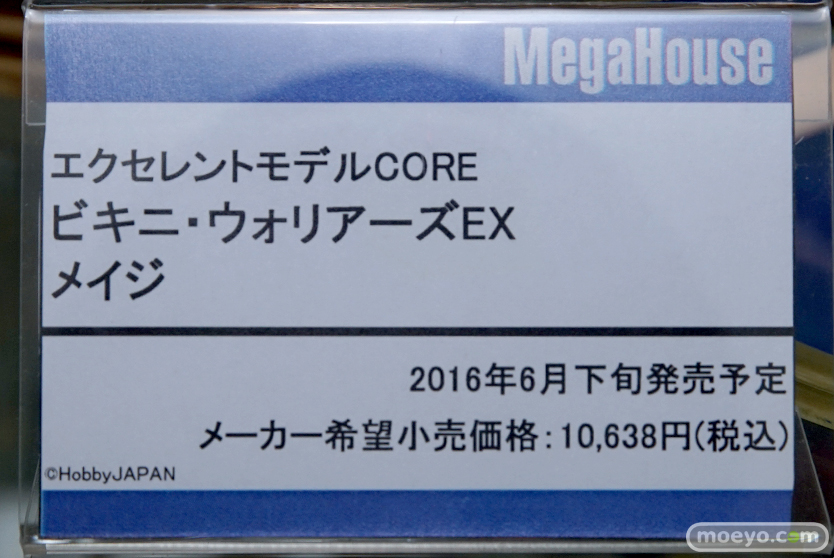 MegaHouse
エクセレントモデルCORE
ビキニ・ウォリアーズEX
メイジ
2016年6月下旬発売予定
メーカー希望小売価格:10,638円(税込)
©HobbyJAPAN
moeyo.com